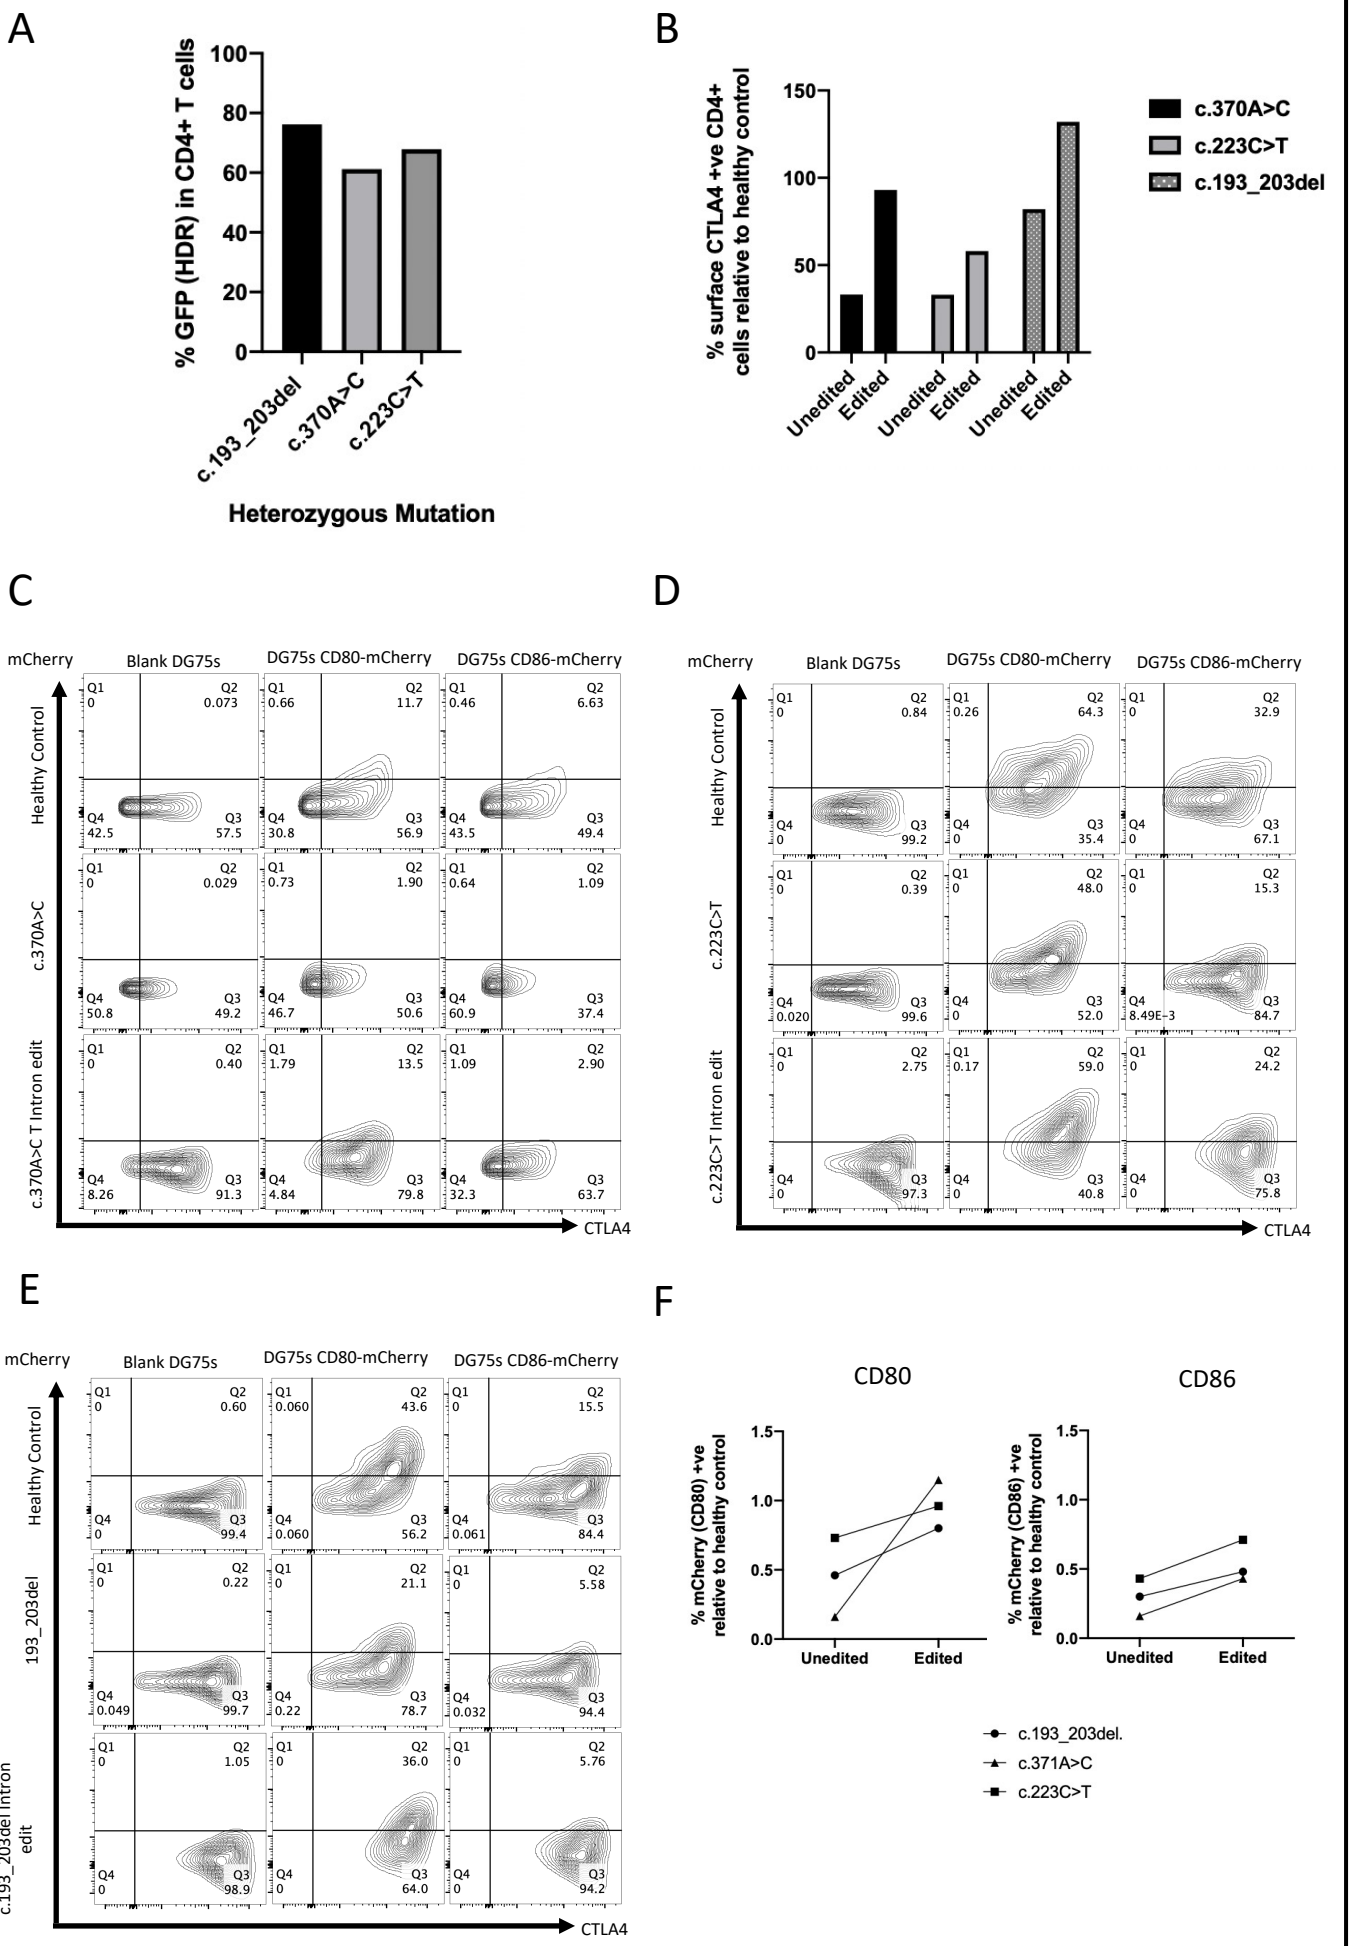 A
% GFP (HDR) in CD4+ T cells
100
80
60
40
20
0
c.193_203del
c.370A>C
c.223C>T
Heterozygous Mutation
B
% surface CTLA4 +ve CD4+
cells relative to healthy control
150
100
50
0
Unedited
Edited
Unedited
Edited
Unedited
Edited
c.370A>C
c.223C>T
c.193_203del
C
mCherry
Blank DG75s
DG75s CD80-mCherry
DG75s CD86-mCherry
Healthy Control
Q1 Q2 Q1 Q2 Q1 Q2
0 0.073 0.66 11.7 0.46 6.63
Q4 Q3 Q4 Q3 Q4 Q3
42.5 57.5 30.8 56.9 43.5 49.4
c.370A>C
Q1 Q2 Q1 Q2 Q1 Q2
0 0.029 0.73 1.90 0.64 1.09
Q4 Q3 Q4 Q3 Q4 Q3
50.8 49.2 46.7 50.6 60.9 37.4
c.370A>C T Intron edit
Q1 Q2 Q1 Q2 Q1 Q2
0 0.40 1.79 13.5 1.09 2.90
Q4 Q3 Q4 Q3 Q4 Q3
8.26 91.3 4.84 79.8 32.3 63.7
CTLA4
D
mCherry
Blank DG75s
DG75s CD80-mCherry
DG75s CD86-mCherry
Healthy Control
Q1 Q2 Q1 Q2 Q1 Q2
0 0.84 0.26 64.3 0 32.9
Q4 Q3 Q4 Q3 Q4 Q3
0 99.2 0 35.4 0 67.1
c.223C>T
Q1 Q2 Q1 Q2 Q1 Q2
0 0.39 0 48.0 0 15.3
Q4 Q3 Q4 Q3 Q4 Q3
0.020 99.6 0 52.0 8.49E-3 84.7
c.223C>T Intron edit
Q1 Q2 Q1 Q2 Q1 Q2
0 2.75 0.17 59.0 0 24.2
Q4 Q3 Q4 Q3 Q4 Q3
0 97.3 0 40.8 0 75.8
CTLA4
E
mCherry
Blank DG75s
DG75s CD80-mCherry
DG75s CD86-mCherry
Healthy Control
Q1 Q2 Q1 Q2 Q1 Q2
0 0.60 0.060 43.6 0 15.5
Q4 Q3 Q4 Q3 Q4 Q3
0 99.4 0.060 56.2 0.061 84.4
193_203del
Q1 Q2 Q1 Q2 Q1 Q2
0 0.22 0 21.1 0 5.58
Q4 Q3 Q4 Q3 Q4 Q3
0.049 99.7 0.22 78.7 0.032 94.4
c.193_203del Intron
edit
Q1 Q2 Q1 Q2 Q1 Q2
0 1.05 0 36.0 0 5.76
Q4 Q3 Q4 Q3 Q4 Q3
0 98.9 0 64.0 0 94.2
CTLA4
F
CD80
% mCherry (CD80) +ve
relative to healthy control
1.5
1.0
0.5
0.0
Unedited
Edited
CD86
% mCherry (CD86) +ve
relative to healthy control
1.5
1.0
0.5
0.0
Unedited
Edited
c.193_203del.
c.371A>C
c.223C>T